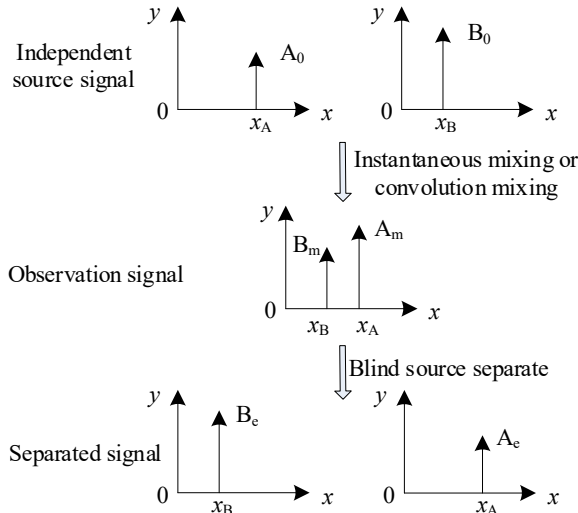 y
y
Independent
source signal
A0
B0
0
xA
x
0
xB
x
Instantaneous mixing or
convolution mixing
y
Observation signal
Bm
Am
0
xB
xA
x
Blind source separate
y
y
Separated signal
Be
Ae
0
xB
x
0
xA
x